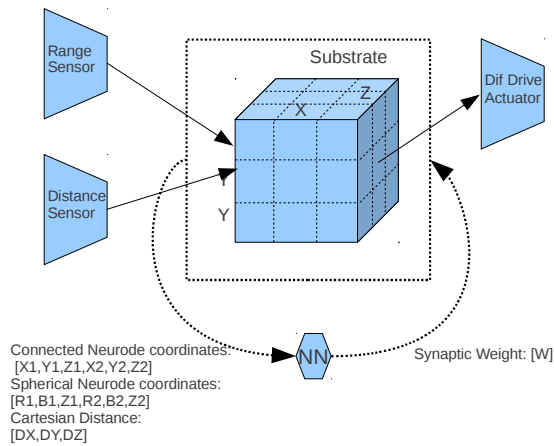 Range
Sensor
Substrate
Dif Drive
Actuator
Z
X
Distance
Sensor
Y
Y
NN
Connected Neurode coordinates:
[X1,Y1,Z1,X2,Y2,Z2]
Spherical Neurode coordinates:
[R1,B1,Z1,R2,B2,Z2]
Cartesian Distance:
[DX,DY,DZ]
Synaptic Weight: [W]